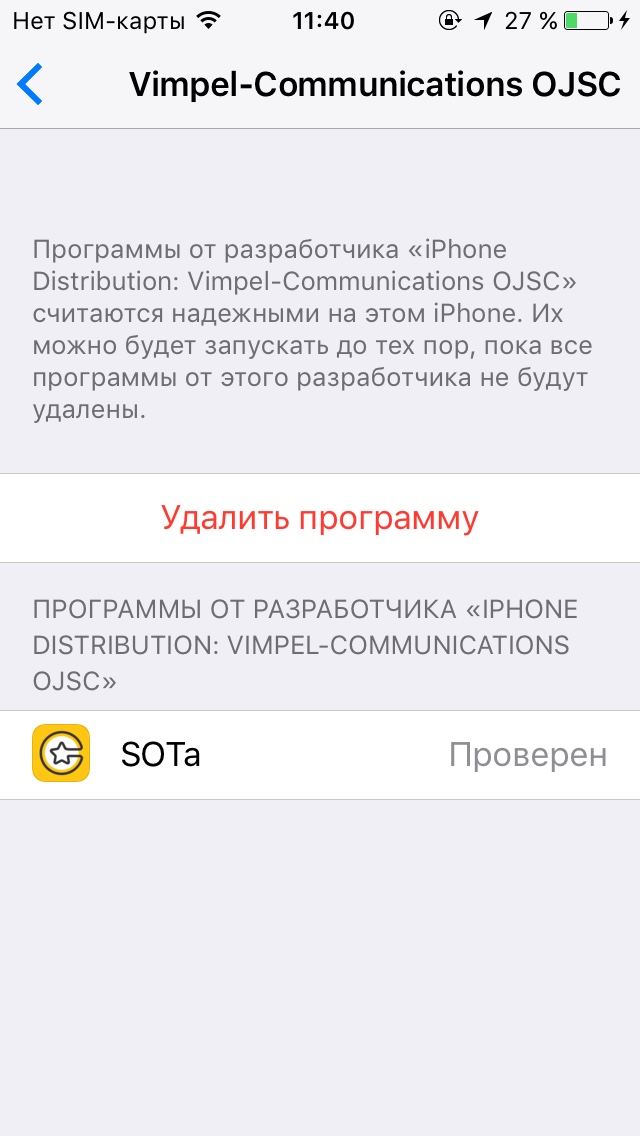 Нет SIM-карты 11:40 27 %
Vimpel-Communications OJSC
Программы от разработчика «iPhone
Distribution: Vimpel-Communications OJSC»
считаются надежными на этом iPhone. Их
можно будет запускать до тех пор, пока все
программы от этого разработчика не будут
удалены.
Удалить программу
ПРОГРАММЫ ОТ РАЗРАБОТЧИКА «IPHONE
DISTRIBUTION: VIMPEL-COMMUNICATIONS
OJSC»
SOTa Проверен